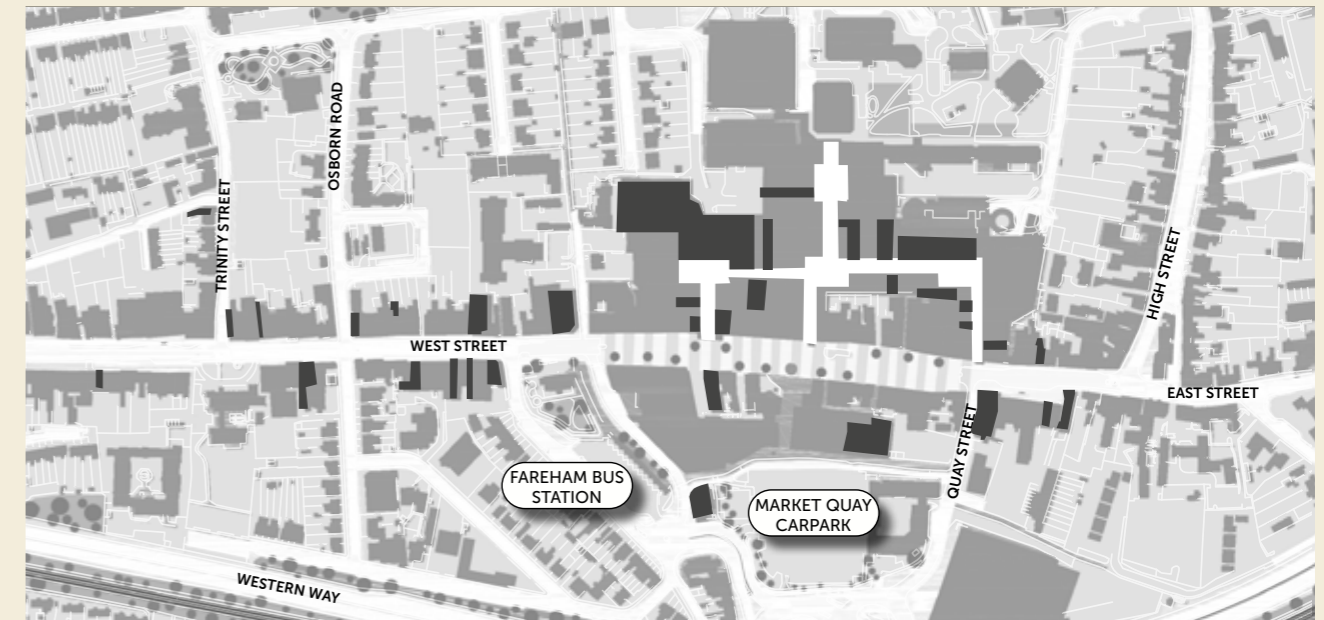 OSBORN ROAD
TRINITY STREET
HIGH STREET
WEST STREET
EAST STREET
QUAY STREET
FAREHAM BUS
STATION
MARKET QUAY
CARPARK
WESTERN WAY